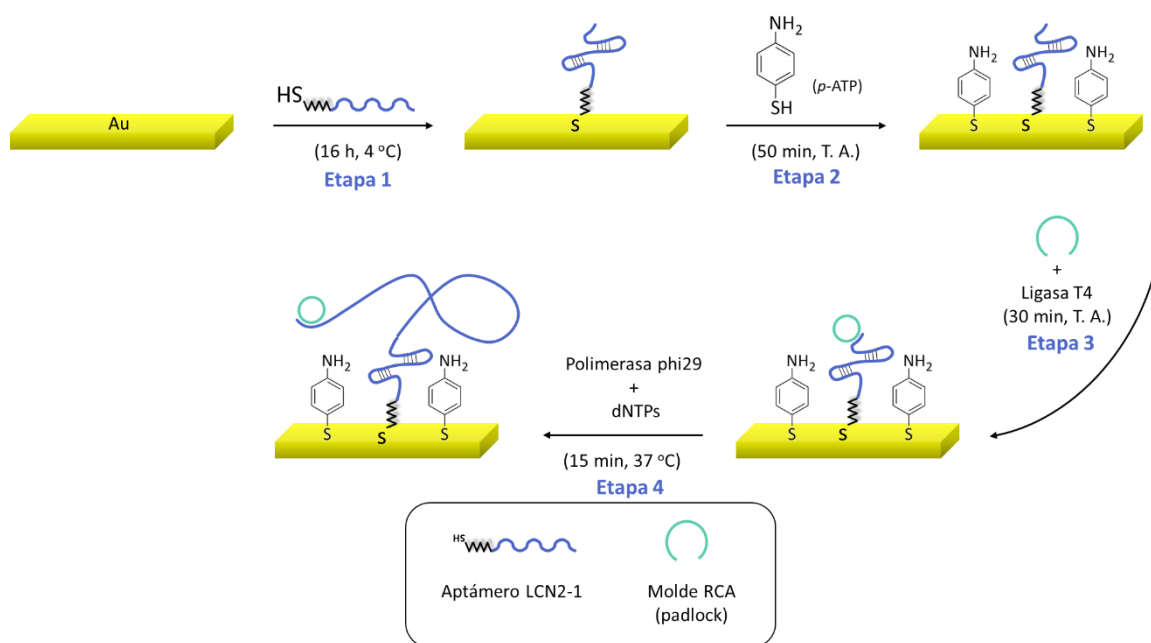 Au
HS
(16 h, 4 °C)
Etapa 1
S
NH2
SH
(p-ATP)
(50 min, T. A.)
Etapa 2
NH2
NH2
S
S
S
+
Ligasa T4
(30 min, T. A.)
Etapa 3
NH2
NH2
S
S
S
Polimerasa phi29
+
dNTPs
(15 min, 37 °C)
Etapa 4
NH2
NH2
S
S
S
HS
Aptámero LCN2-1
Molde RCA
(padlock)